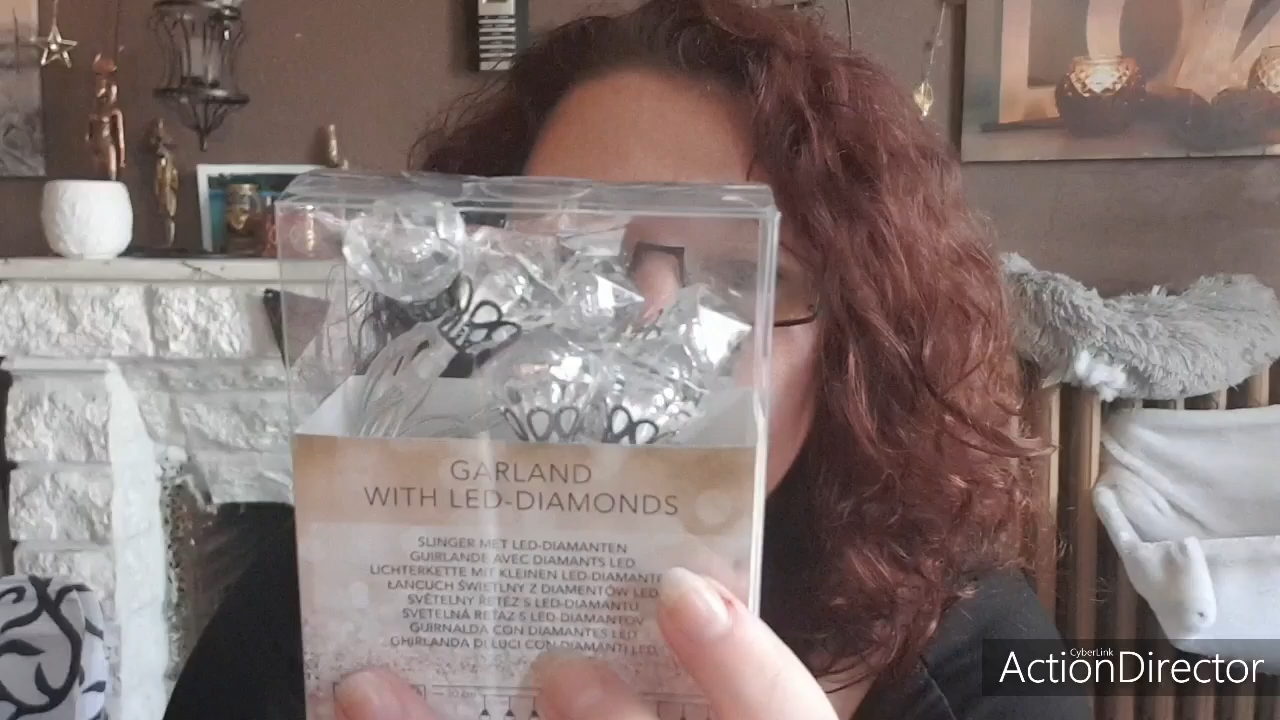 GARLAND
WITH LED-DIAMONDS
SLINGER MET LED-DIAMANTEN
GUIRLANDE AVEC DIAMANTS LED
LICHTERKETTE MIT KLEINEN LED-DIAMANTE
ŁAŃCUCH ŚWIETLNY Z DIAMENTÓW LED
SVĚTELNÝ ŘETĚZ S LED-DIAMANTU
SVETELNÁ REŤAZ S LED-DIAMANTOV
GUIRNALDA CON DIAMANTES LED
GHIRLANDA DI LUCI CON DIAMANTI LED
CyberLink
ActionDirector